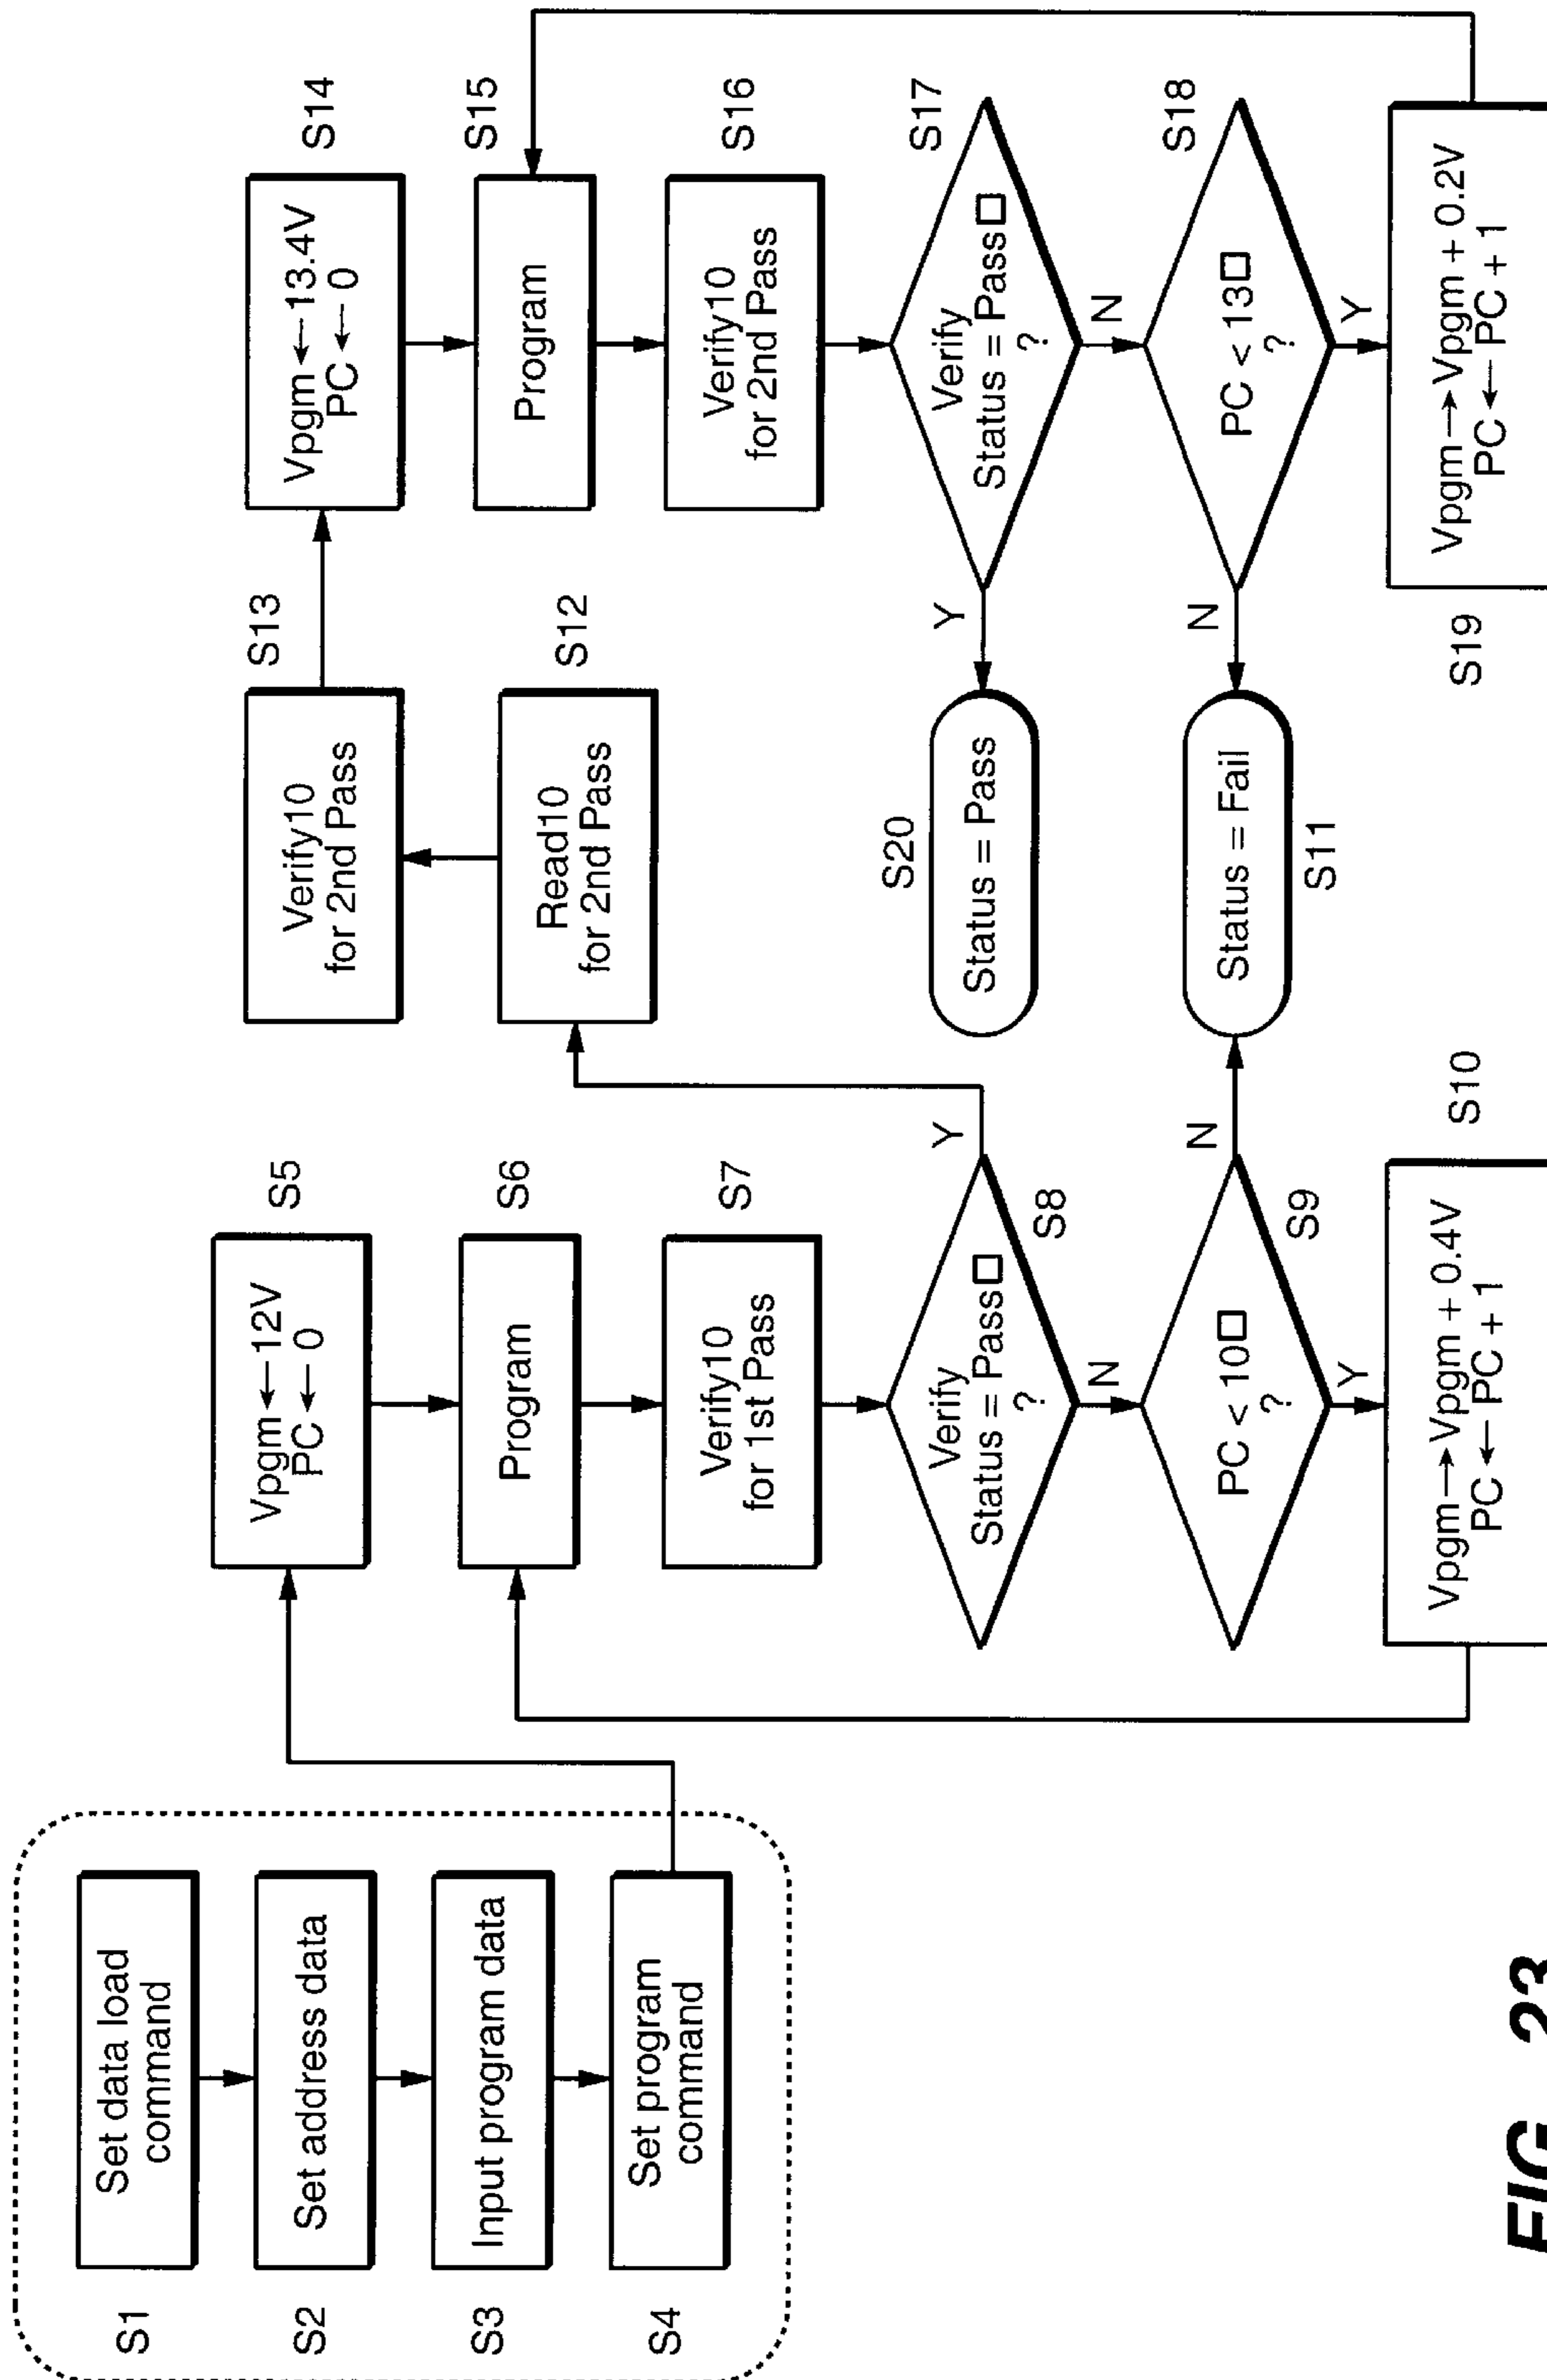 S1
Set data load
command
S2
Set address data
S3
Input program data
S4
Set program
command
Vpgm ← 12V
PC ← 0
S5
Program
S6
Verify10
for 1st Pass
S7
Verify
Status = Pass□
?
S8
Y
N
PC < 10□
?
S9
N
Y
Vpgm → Vpgm + 0.4V
PC ← PC + 1
S10
Verify10
for 2nd Pass
S13
Read10
for 2nd Pass
S12
S20
Status = Pass
Status = Fail
S11
Vpgm ← 13.4V
PC ← 0
S14
Program
S15
Verify10
for 2nd Pass
S16
Verify
Status = Pass□
?
S17
Y
N
PC < 13□
?
S18
N
Y
Vpgm → Vpgm + 0.2V
PC ← PC + 1
S19
FIG._23